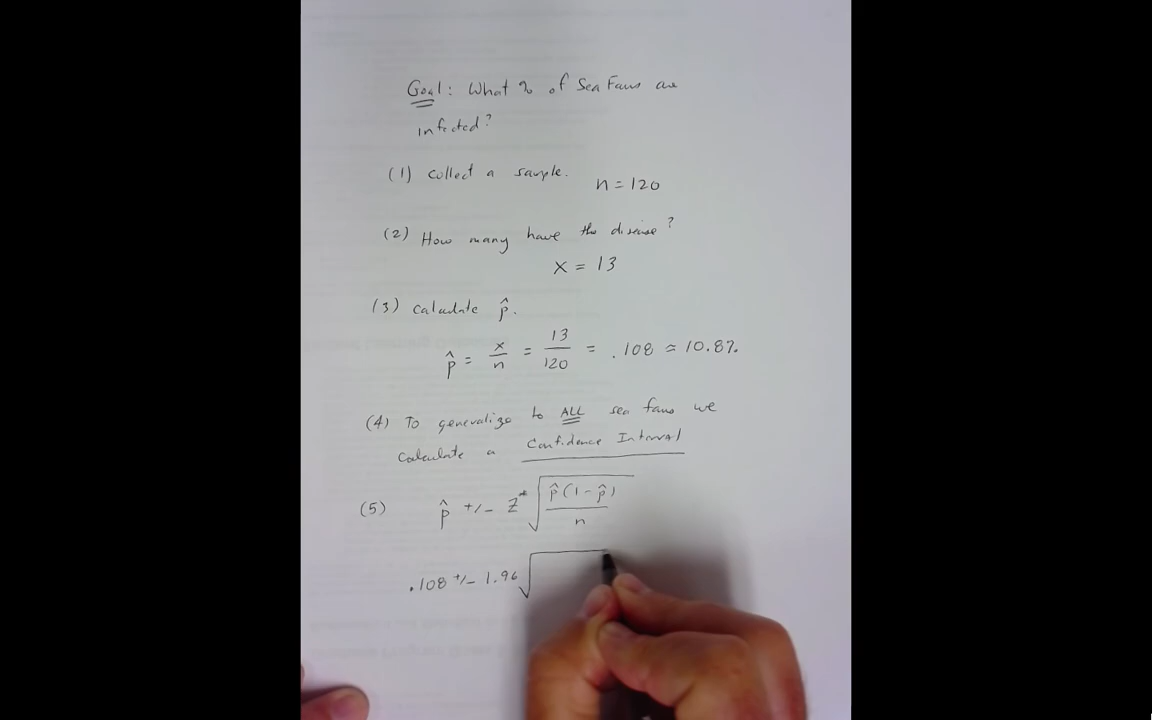 Goal: What % of Sea Fans are
infected?
(1) collect a sample.
n = 120
(2) How many have the disease?
x = 13
(3) calculate p̂.
p̂ = x/n = 13/120 = .108 ≈ 10.8%
(4) To generalize to ALL sea fans we
calculate a Confidence Interval
(5) p̂ +/- Z* √(p̂(1-p̂)/n)
.108 +/- 1.96 √